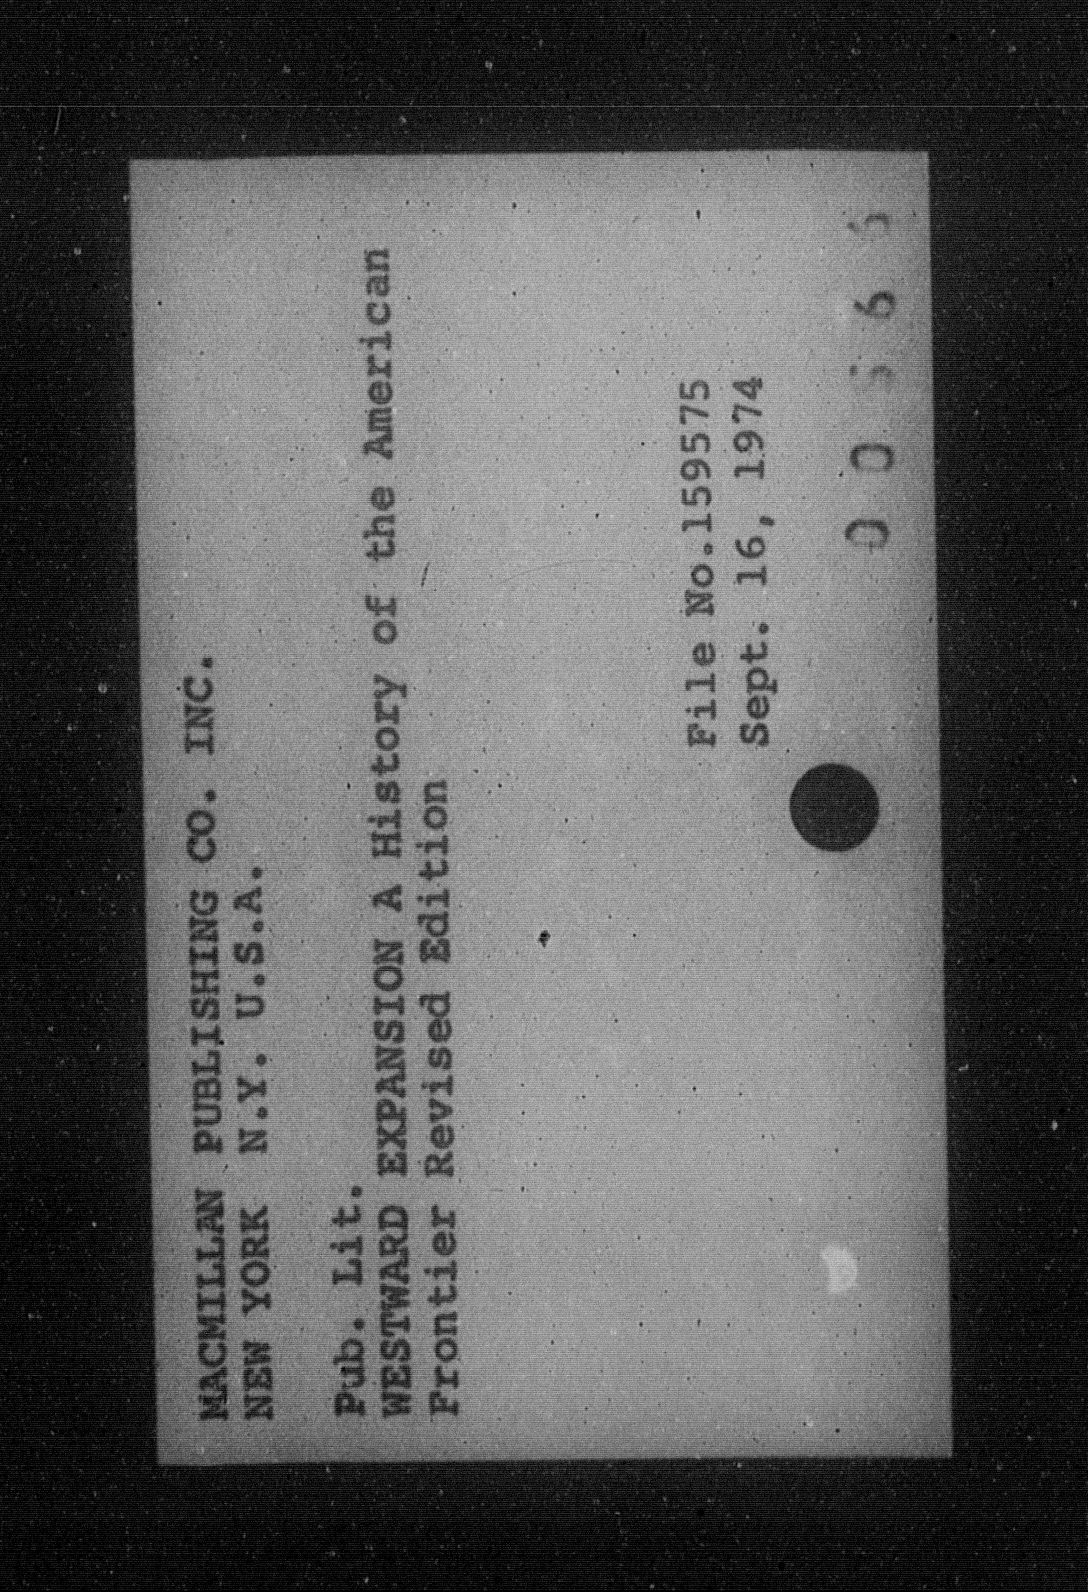 MACMILLAN PUBLISHING CO. INC.
NEW YORK N.Y. U.S.A.
Pub. Lit.
WESTWARD EXPANSION A History of the American
Frontier Revised Edition
File No.159575
Sept. 16, 1974